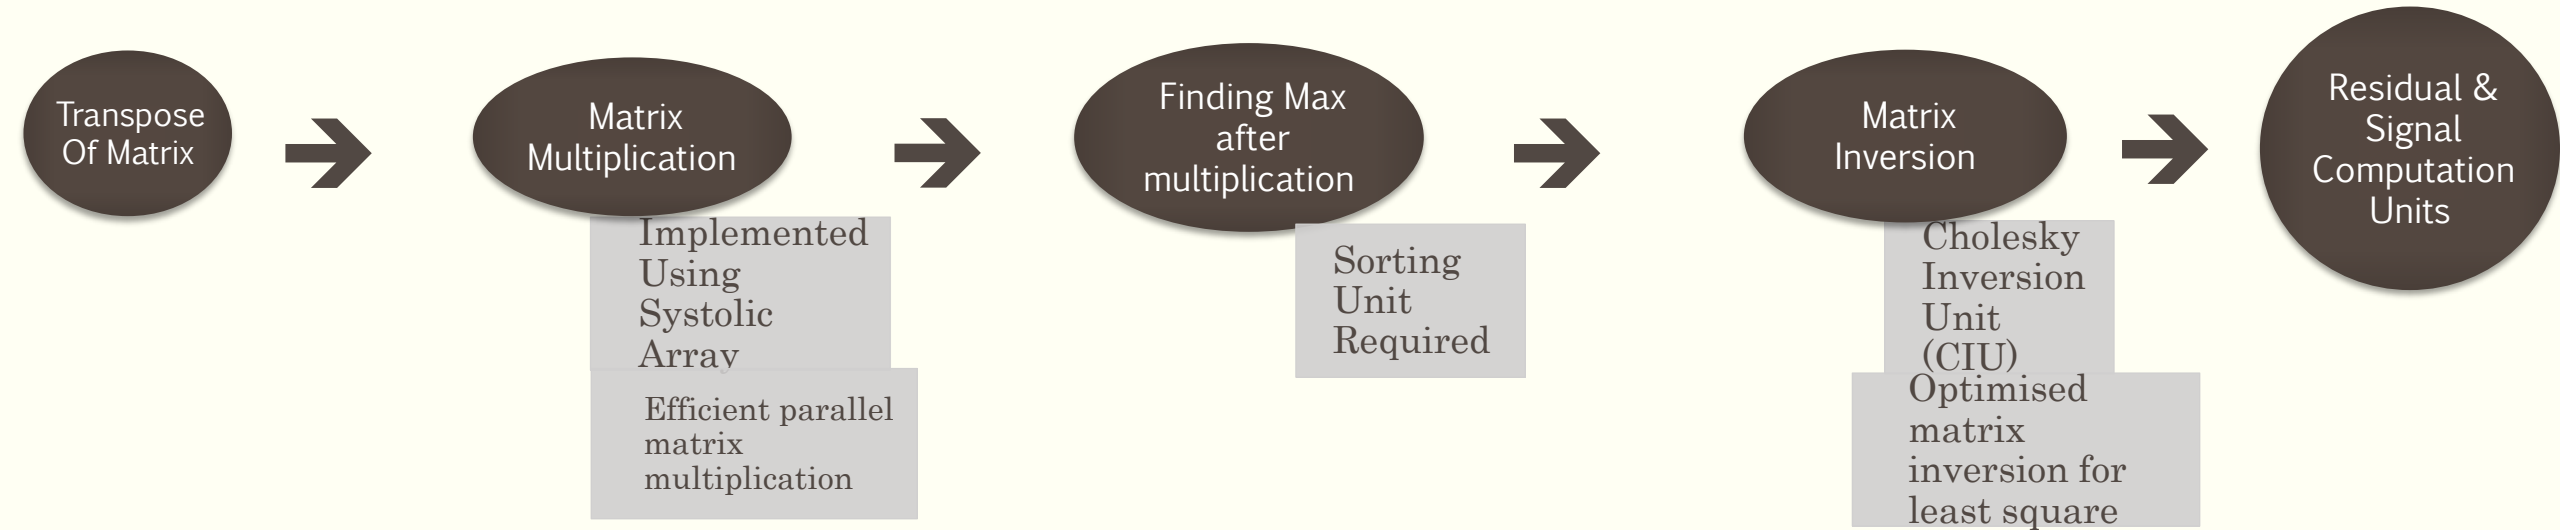 Transpose
Of Matrix
Matrix
Multiplication
Implemented
Using
Systolic
Array
Efficient parallel
matrix
multiplication
Finding Max
after
multiplication
Sorting
Unit
Required
Matrix
Inversion
Cholesky
Inversion
Unit
(CIU)
Optimised
matrix
inversion for
least square
Residual &
Signal
Computation
Units